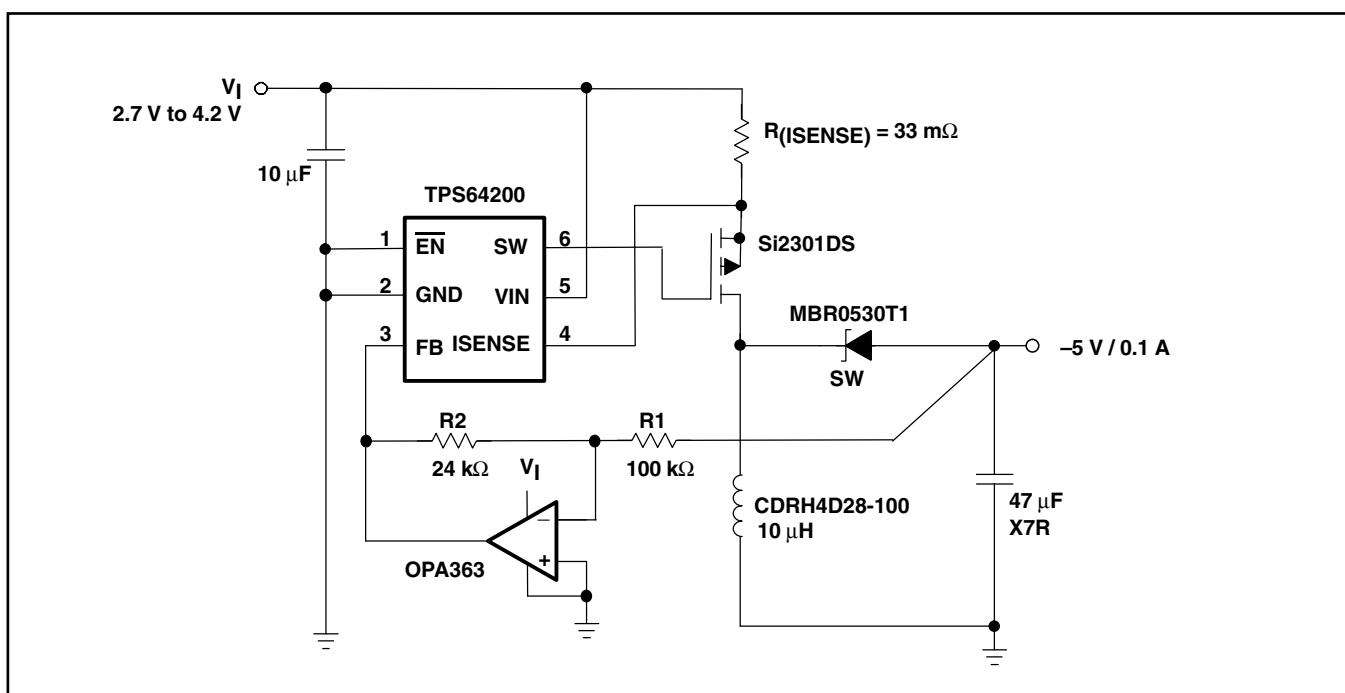 VI
2.7 V to 4.2 V
10 μF
R(ISENSE) = 33 mΩ
TPS64200
1 EN SW 6
2 GND VIN 5
3 FB ISENSE 4
Si2301DS
MBR0530T1
SW
–5 V / 0.1 A
R2
24 kΩ
R1
100 kΩ
VI
–
+
OPA363
CDRH4D28-100
10 μH
47 μF
X7R